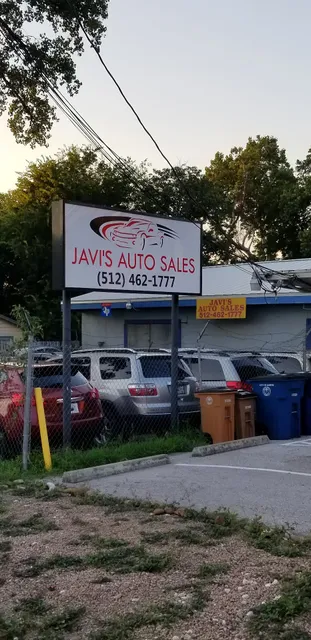 JAVI'S AUTO SALES
(512) 462-1777
JAVI'S
AUTO SALES
512-462-1777